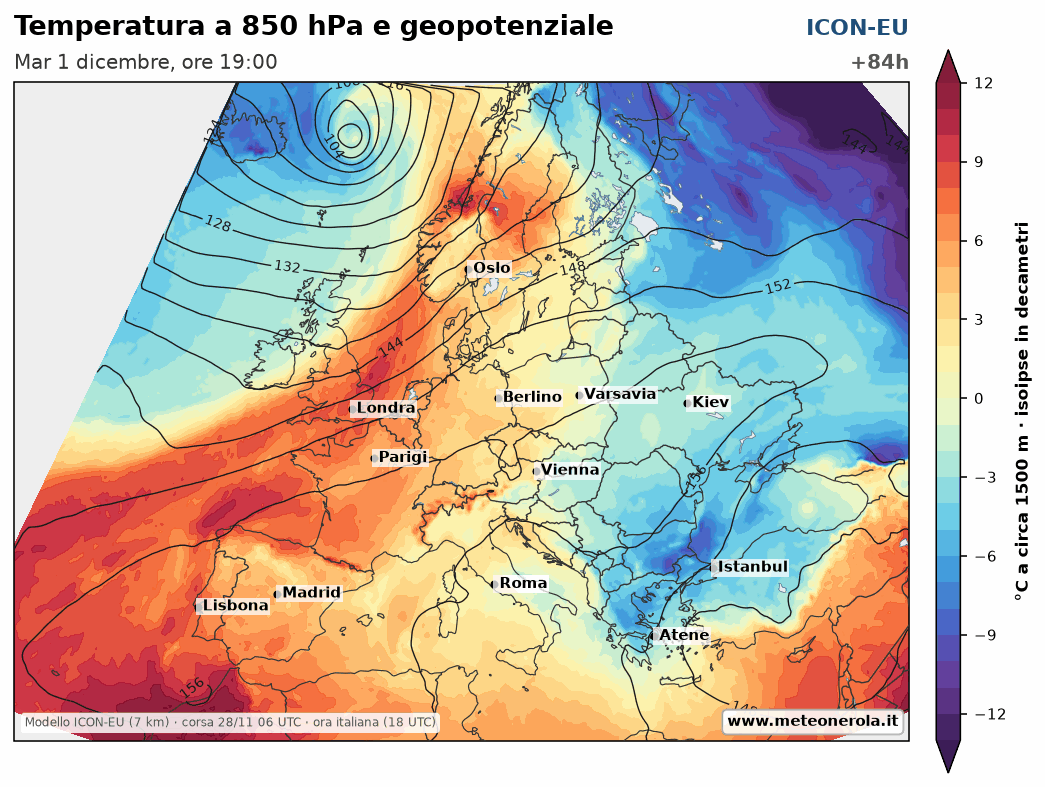 Temperatura a 850 hPa e geopotenziale
ICON-EU
Mar 1 dicembre, ore 19:00
+84h
104
128
132
144
144
148
152
156
156
Oslo
Londra
Berlino
Varsavia
Kiev
Parigi
Vienna
Madrid
Lisbona
Roma
Istanbul
Atene
12
9
6
3
0
−3
−6
−9
−12
°C a circa 1500 m · isoipse in decametri
Modello ICON-EU (7 km) · corsa 28/11 06 UTC · ora italiana (18 UTC)
www.meteonerola.it